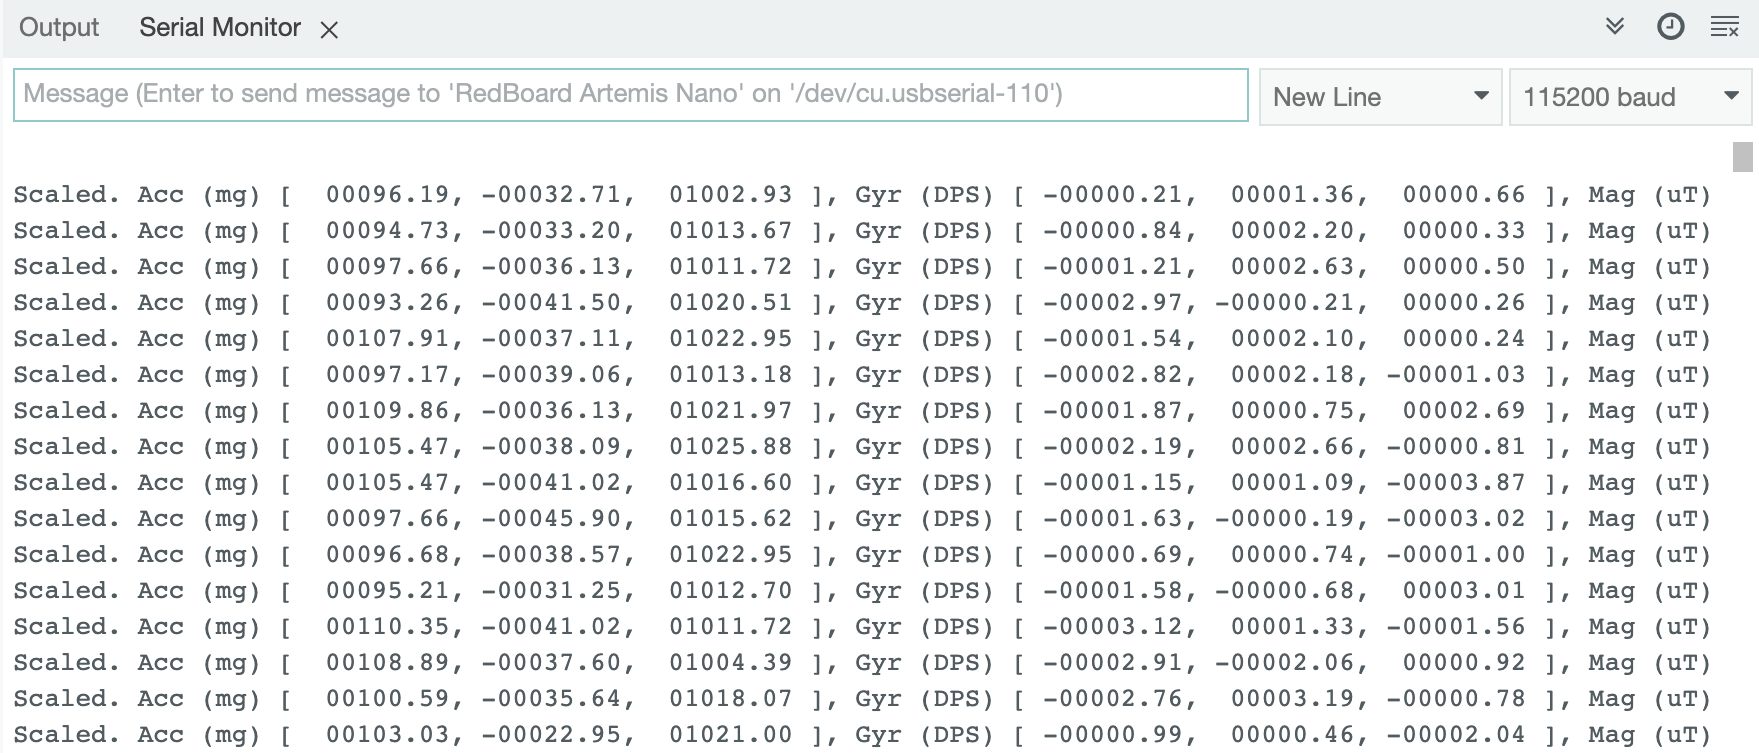 Output Serial Monitor
Message (Enter to send message to 'RedBoard Artemis Nano' on '/dev/cu.usbserial-110') New Line 115200 baud
Scaled. Acc (mg) [  00096.19, -00032.71,  01002.93 ], Gyr (DPS) [ -00000.21,  00001.36,  00000.66 ], Mag (uT)
Scaled. Acc (mg) [  00094.73, -00033.20,  01013.67 ], Gyr (DPS) [ -00000.84,  00002.20,  00000.33 ], Mag (uT)
Scaled. Acc (mg) [  00097.66, -00036.13,  01011.72 ], Gyr (DPS) [ -00001.21,  00002.63,  00000.50 ], Mag (uT)
Scaled. Acc (mg) [  00093.26, -00041.50,  01020.51 ], Gyr (DPS) [ -00002.97, -00000.21,  00000.26 ], Mag (uT)
Scaled. Acc (mg) [  00107.91, -00037.11,  01022.95 ], Gyr (DPS) [ -00001.54,  00002.10,  00000.24 ], Mag (uT)
Scaled. Acc (mg) [  00097.17, -00039.06,  01013.18 ], Gyr (DPS) [ -00002.82,  00002.18, -00001.03 ], Mag (uT)
Scaled. Acc (mg) [  00109.86, -00036.13,  01021.97 ], Gyr (DPS) [ -00001.87,  00000.75,  00002.69 ], Mag (uT)
Scaled. Acc (mg) [  00105.47, -00038.09,  01025.88 ], Gyr (DPS) [ -00002.19,  00002.66, -00000.81 ], Mag (uT)
Scaled. Acc (mg) [  00105.47, -00041.02,  01016.60 ], Gyr (DPS) [ -00001.15,  00001.09, -00003.87 ], Mag (uT)
Scaled. Acc (mg) [  00097.66, -00045.90,  01015.62 ], Gyr (DPS) [ -00001.63, -00000.19, -00003.02 ], Mag (uT)
Scaled. Acc (mg) [  00096.68, -00038.57,  01022.95 ], Gyr (DPS) [ -00000.69,  00000.74, -00001.00 ], Mag (uT)
Scaled. Acc (mg) [  00095.21, -00031.25,  01012.70 ], Gyr (DPS) [ -00001.58, -00000.68,  00003.01 ], Mag (uT)
Scaled. Acc (mg) [  00110.35, -00041.02,  01011.72 ], Gyr (DPS) [ -00003.12,  00001.33, -00001.56 ], Mag (uT)
Scaled. Acc (mg) [  00108.89, -00037.60,  01004.39 ], Gyr (DPS) [ -00002.91, -00002.06,  00000.92 ], Mag (uT)
Scaled. Acc (mg) [  00100.59, -00035.64,  01018.07 ], Gyr (DPS) [ -00002.76,  00003.19, -00000.78 ], Mag (uT)
Scaled. Acc (mg) [  00103.03, -00022.95,  01021.00 ], Gyr (DPS) [ -00000.99,  00000.46, -00002.04 ], Mag (uT)